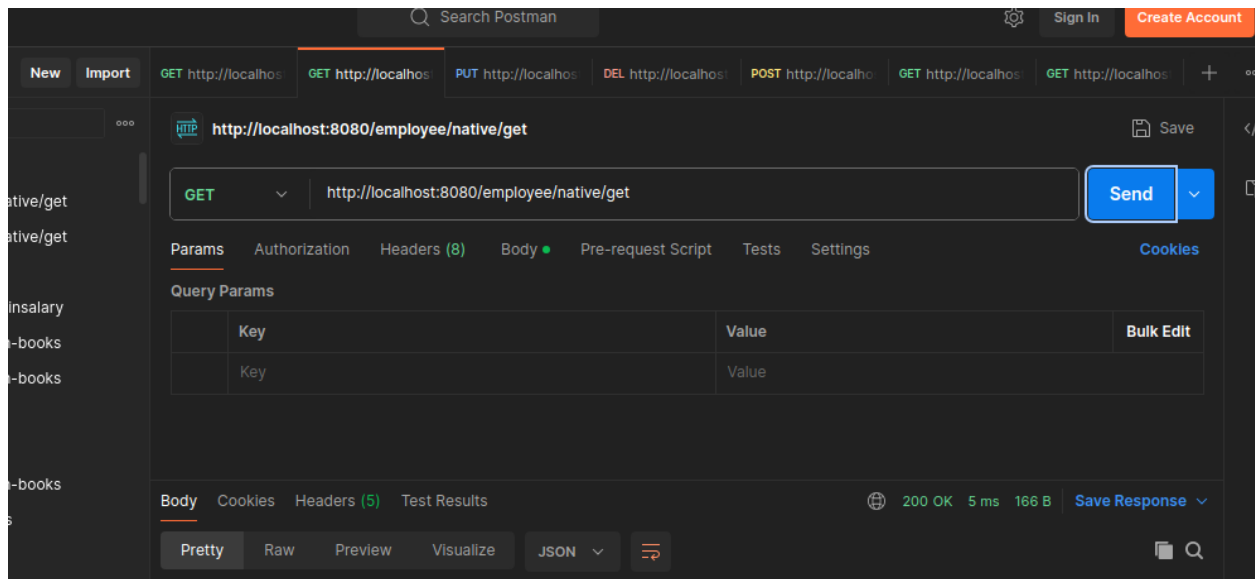 Search Postman
Sign In
Create Account
New
Import
GET http://localhos
GET http://localhos
PUT http://localhos
DEL http://localhos
POST http://localho
GET http://localhos
GET http://localhos
HTTP http://localhost:8080/employee/native/get
Save
GET
http://localhost:8080/employee/native/get
Send
ative/get
ative/get
insalary
-books
-books
-books
s
Params
Authorization
Headers (8)
Body
Pre-request Script
Tests
Settings
Cookies
Query Params
Key
Value
Bulk Edit
Key
Value
Body
Cookies
Headers (5)
Test Results
200 OK
5 ms
166 B
Save Response
Pretty
Raw
Preview
Visualize
JSON